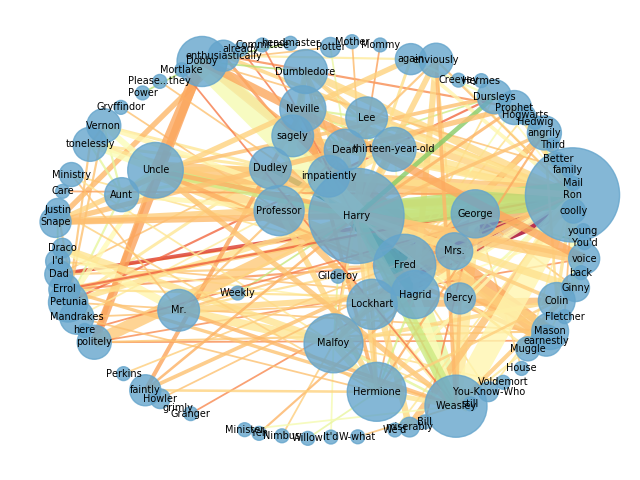 Committee
headmaster
Mother
already
Potter
Mommy
enthusiastically
Dobby
again
enviously
Mortlake
Dumbledore
Please...they
Creevey
Hermes
Power
Dursleys
Gryffindor
Neville
Prophet
Lee
Hogwarts
Vernon
Hedwig
sagely
angrily
tonelessly
Dean
thirteen-year-old
Third
Better
Uncle
Dudley
family
Ministry
impatiently
Mail
Care
Aunt
Ron
Justin
Professor
Harry
George
coolly
Snape
young
Draco
Mrs.
You'd
I'd
Fred
voice
Dad
Gilderoy
back
Errol
Weekly
Hagrid
Percy
Ginny
Petunia
Lockhart
Colin
Mandrakes
Mr.
Fletcher
here
Mason
politely
Malfoy
earnestly
Muggle
House
Perkins
Voldemort
faintly
Hermione
You-Know-Who
Howler
Weasley
still
grimly
Granger
Bill
miserably
Minister
Nimbus
Willow
It'd
W-what
We'd